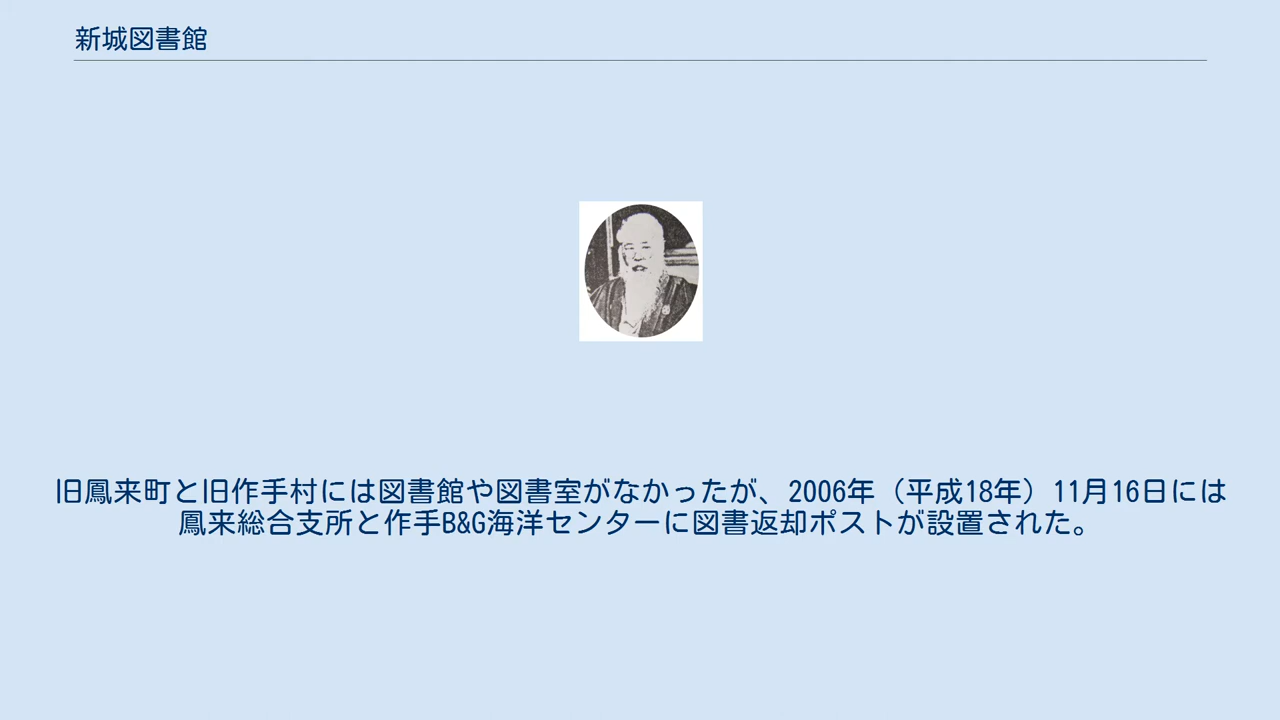 新城図書館
旧鳳来町と旧作手村には図書館や図書室がなかったが、2006年（平成18年）11月16日には
鳳来総合支所と作手B&G海洋センターに図書返却ポストが設置された。